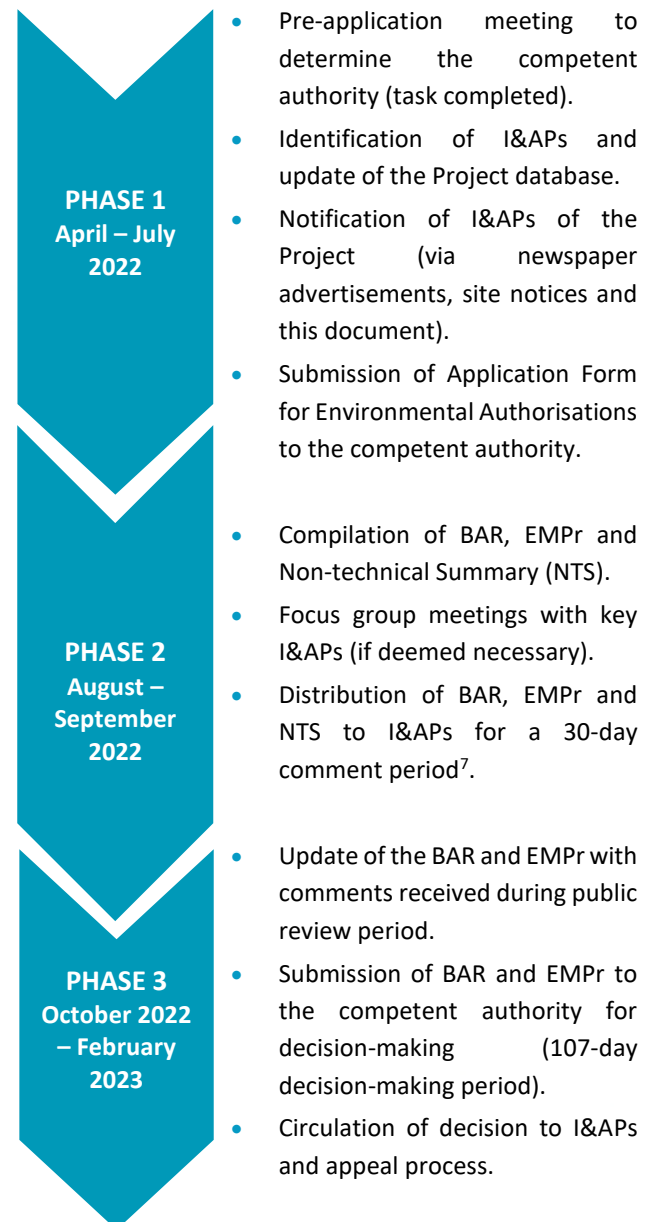 PHASE 1
April – July
2022
• Pre-application meeting to
determine the competent
authority (task completed).
• Identification of I&APs and
update of the Project database.
• Notification of I&APs of the
Project (via newspaper
advertisements, site notices and
this document).
• Submission of Application Form
for Environmental Authorisations
to the competent authority.
PHASE 2
August –
September
2022
• Compilation of BAR, EMPr and
Non-technical Summary (NTS).
• Focus group meetings with key
I&APs (if deemed necessary).
• Distribution of BAR, EMPr and
NTS to I&APs for a 30-day
comment period⁷.
PHASE 3
October 2022
– February
2023
• Update of the BAR and EMPr with
comments received during public
review period.
• Submission of BAR and EMPr to
the competent authority for
decision-making (107-day
decision-making period).
• Circulation of decision to I&APs
and appeal process.